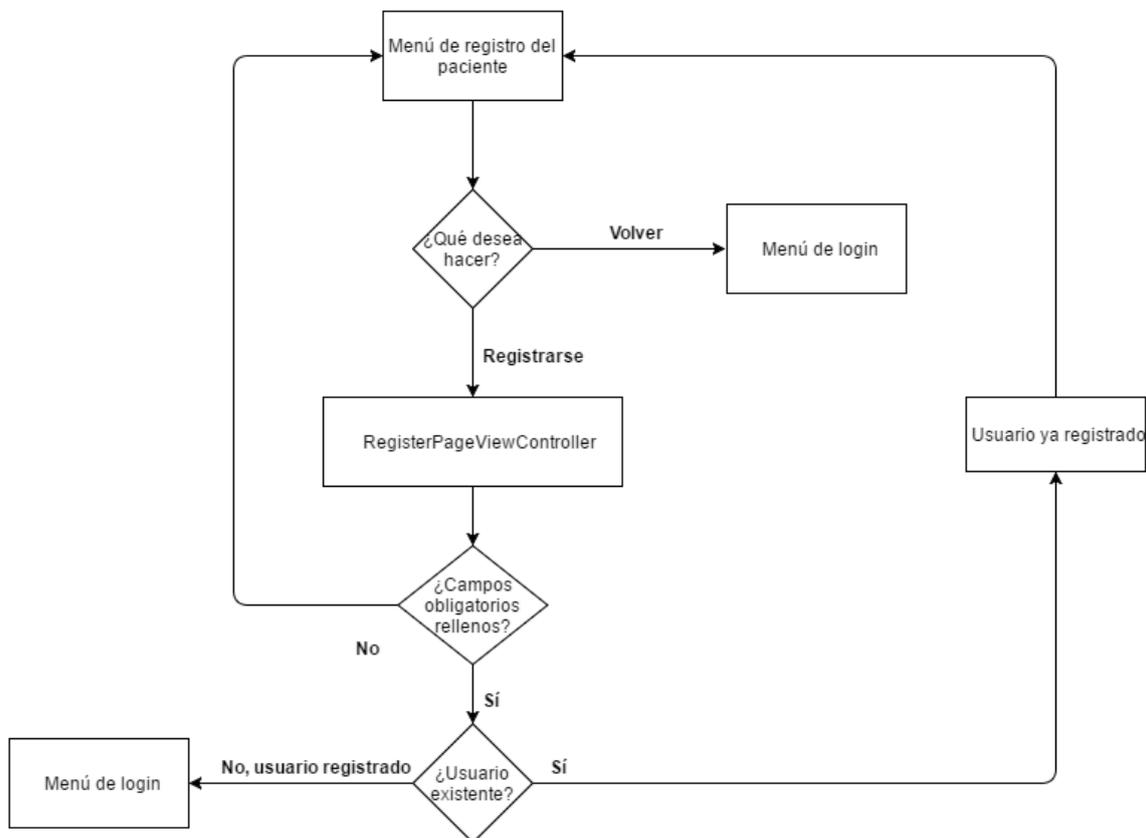 Menú de registro del
paciente
¿Qué desea
hacer?
Volver
Menú de login
Registrarse
RegisterPageViewController
Usuario ya registrado
¿Campos
obligatorios
rellenos?
No
Sí
Menú de login
No, usuario registrado
¿Usuario
existente?
Sí